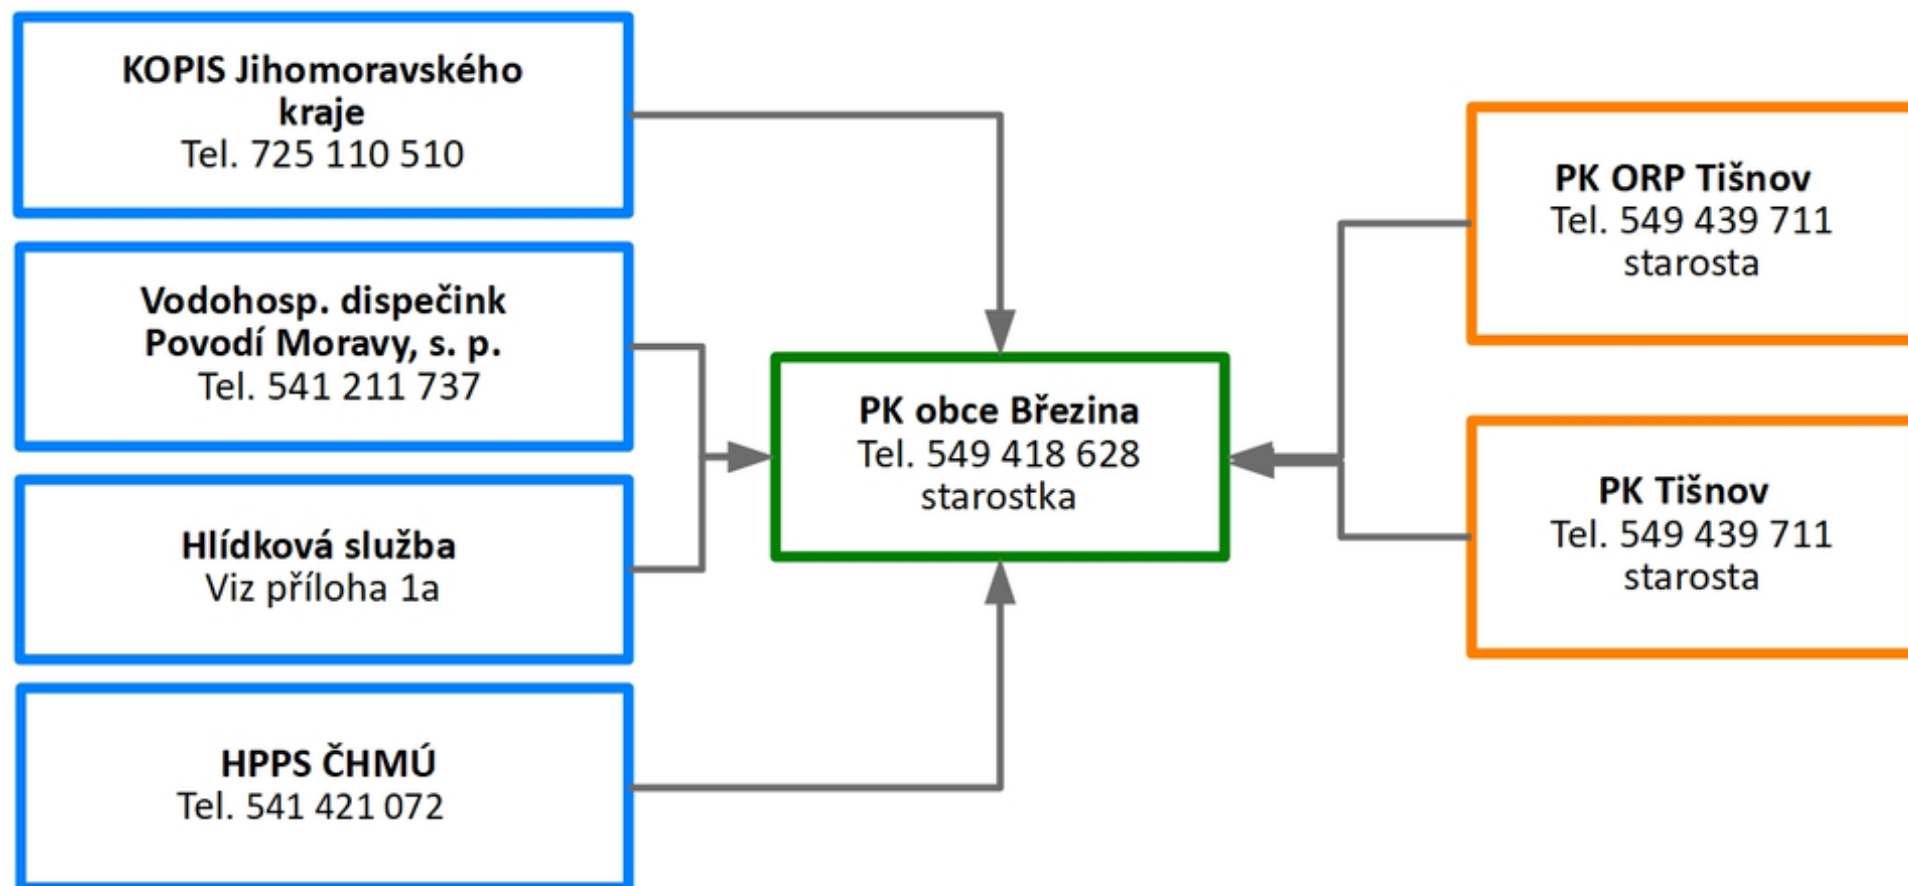 KOPIS Jihomoravského
kraje
Tel. 725 110 510
Vodohosp. dispečink
Povodí Moravy, s. p.
Tel. 541 211 737
Hlídková služba
Viz příloha 1a
HPPS ČHMÚ
Tel. 541 421 072
PK obce Březina
Tel. 549 418 628
starostka
PK ORP Tišnov
Tel. 549 439 711
starosta
PK Tišnov
Tel. 549 439 711
starosta